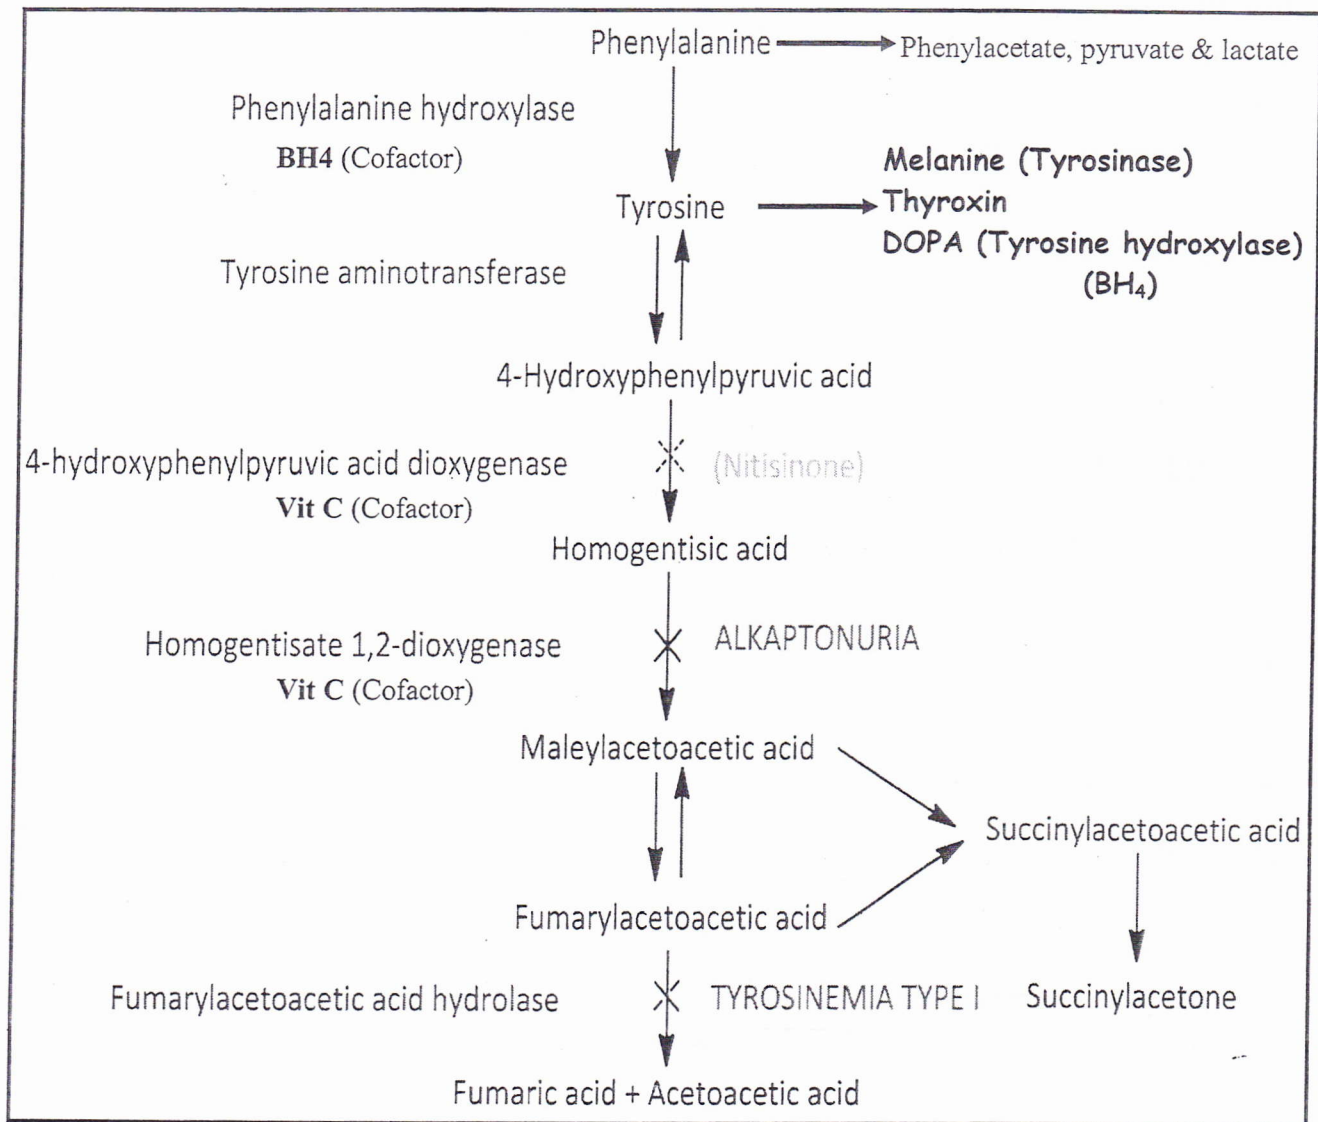 Phenylalanine
Phenylacetate, pyruvate & lactate
Phenylalanine hydroxylase
BH4 (Cofactor)
Melanine (Tyrosinase)
Tyrosine
Thyroxin
DOPA (Tyrosine hydroxylase)
(BH₄)
Tyrosine aminotransferase
4-Hydroxyphenylpyruvic acid
4-hydroxyphenylpyruvic acid dioxygenase
(Nitisinone)
Vit C (Cofactor)
Homogentisic acid
Homogentisate 1,2-dioxygenase
ALKAPTONURIA
Vit C (Cofactor)
Maleylacetoacetic acid
Succinylacetoacetic acid
Fumarylacetoacetic acid
Fumarylacetoacetic acid hydrolase
TYROSINEMIA TYPE I
Succinylacetone
Fumaric acid + Acetoacetic acid